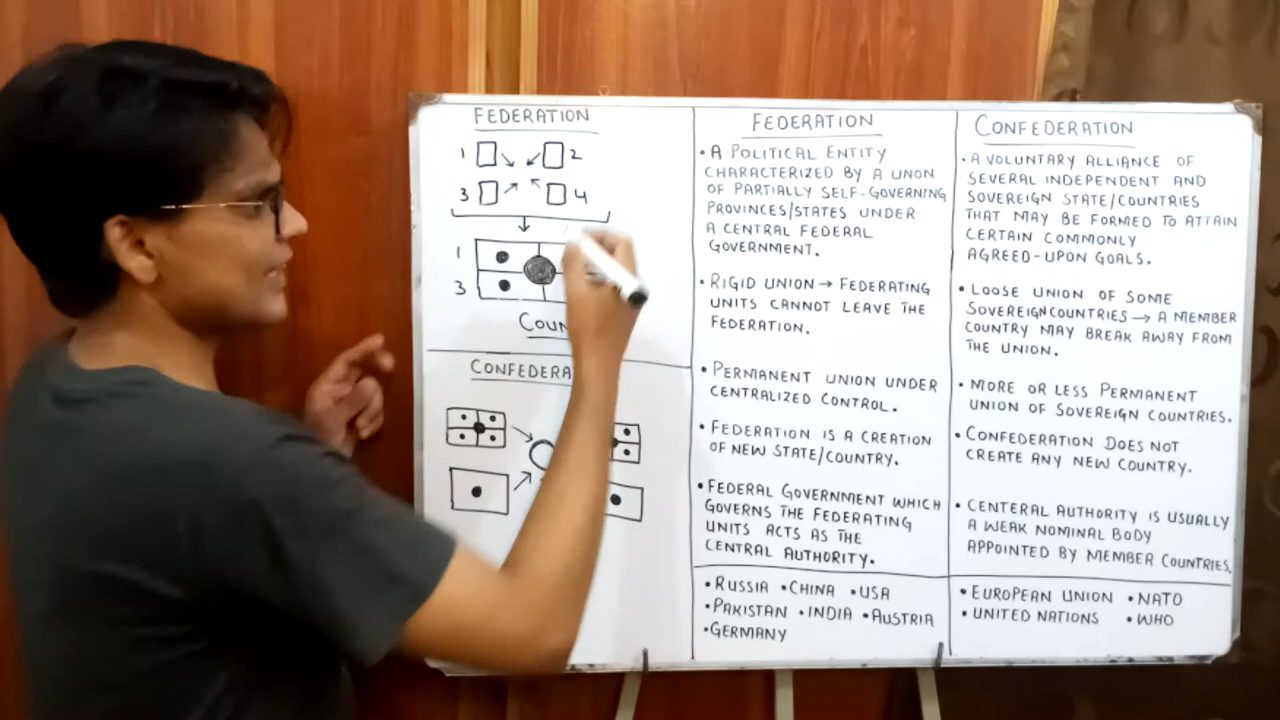 FEDERATION
1 2
3 4
1
3
CONFEDERA
FEDERATION
• A POLITICAL ENTITY
CHARACTERIZED BY A UNON
OF PARTIALLY SELF-GOVERNING
PROVINCES/STATES UNDER
A CENTRAL FEDERAL
GOVERNMENT.
• RIGID UNION → FEDERATING
UNITS CANNOT LEAVE THE
FEDERATION.
• PERMANENT UNION UNDER
CENTRALIZED CONTROL.
• FEDERATION IS A CREATION
OF NEW STATE/COUNTRY.
• FEDERAL GOVERNMENT WHICH
GOVERNS THE FEDERATING
UNITS ACTS AS THE
CENTRAL AUTHORITY.
• RUSSIA • CHINA • USA
• PAKISTAN • INDIA • AUSTRIA
• GERMANY
CONFEDERATION
• A VOLUNTARY ALLIANCE OF
SEVERAL INDEPENDENT AND
SOVEREIGN STATE/COUNTRIES
THAT MAY BE FORMED TO ATTAIN
CERTAIN COMMONLY
AGREED-UPON GOALS.
• LOOSE UNION OF SOME
SOVEREIGN COUNTRIES → A MEMBER
COUNTRY MAY BREAK AWAY FROM
THE UNION.
• MORE OR LESS PERMANENT
UNION OF SOVEREIGN COUNTRIES.
• CONFEDERATION DOES NOT
CREATE ANY NEW COUNTRY.
• CENTERAL AUTHORITY IS USUALLY
A WEAK NOMINAL BODY
APPOINTED BY MEMBER COUNTRIES.
• EUROPEAN UNION • NATO
• UNITED NATIONS • WHO